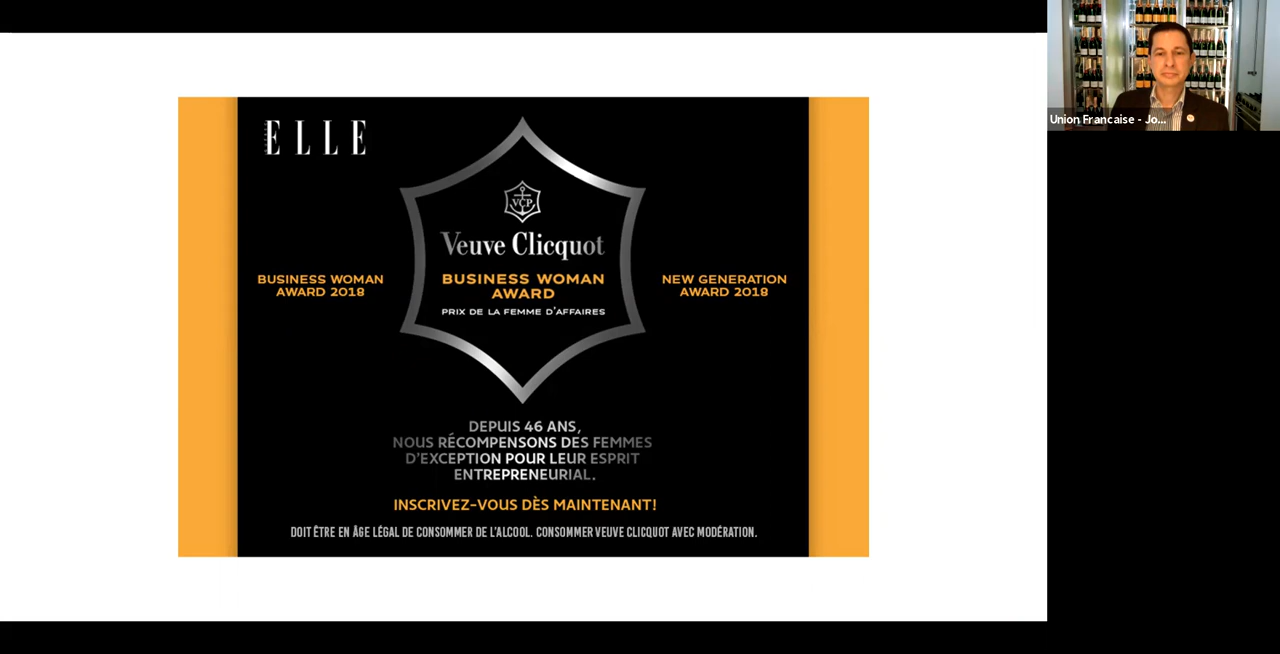 ELLE
VCP
Veuve Clicquot
BUSINESS WOMAN
AWARD
PRIX DE LA FEMME D'AFFAIRES
BUSINESS WOMAN
AWARD 2018
NEW GENERATION
AWARD 2018
DEPUIS 46 ANS,
NOUS RÉCOMPENSONS DES FEMMES
D'EXCEPTION POUR LEUR ESPRIT
ENTREPRENEURIAL.
INSCRIVEZ-VOUS DÈS MAINTENANT!
DOIT ÊTRE EN ÂGE LÉGAL DE CONSOMMER DE L'ALCOOL. CONSOMMER VEUVE CLICQUOT AVEC MODÉRATION.
Union Francaise - Jo...